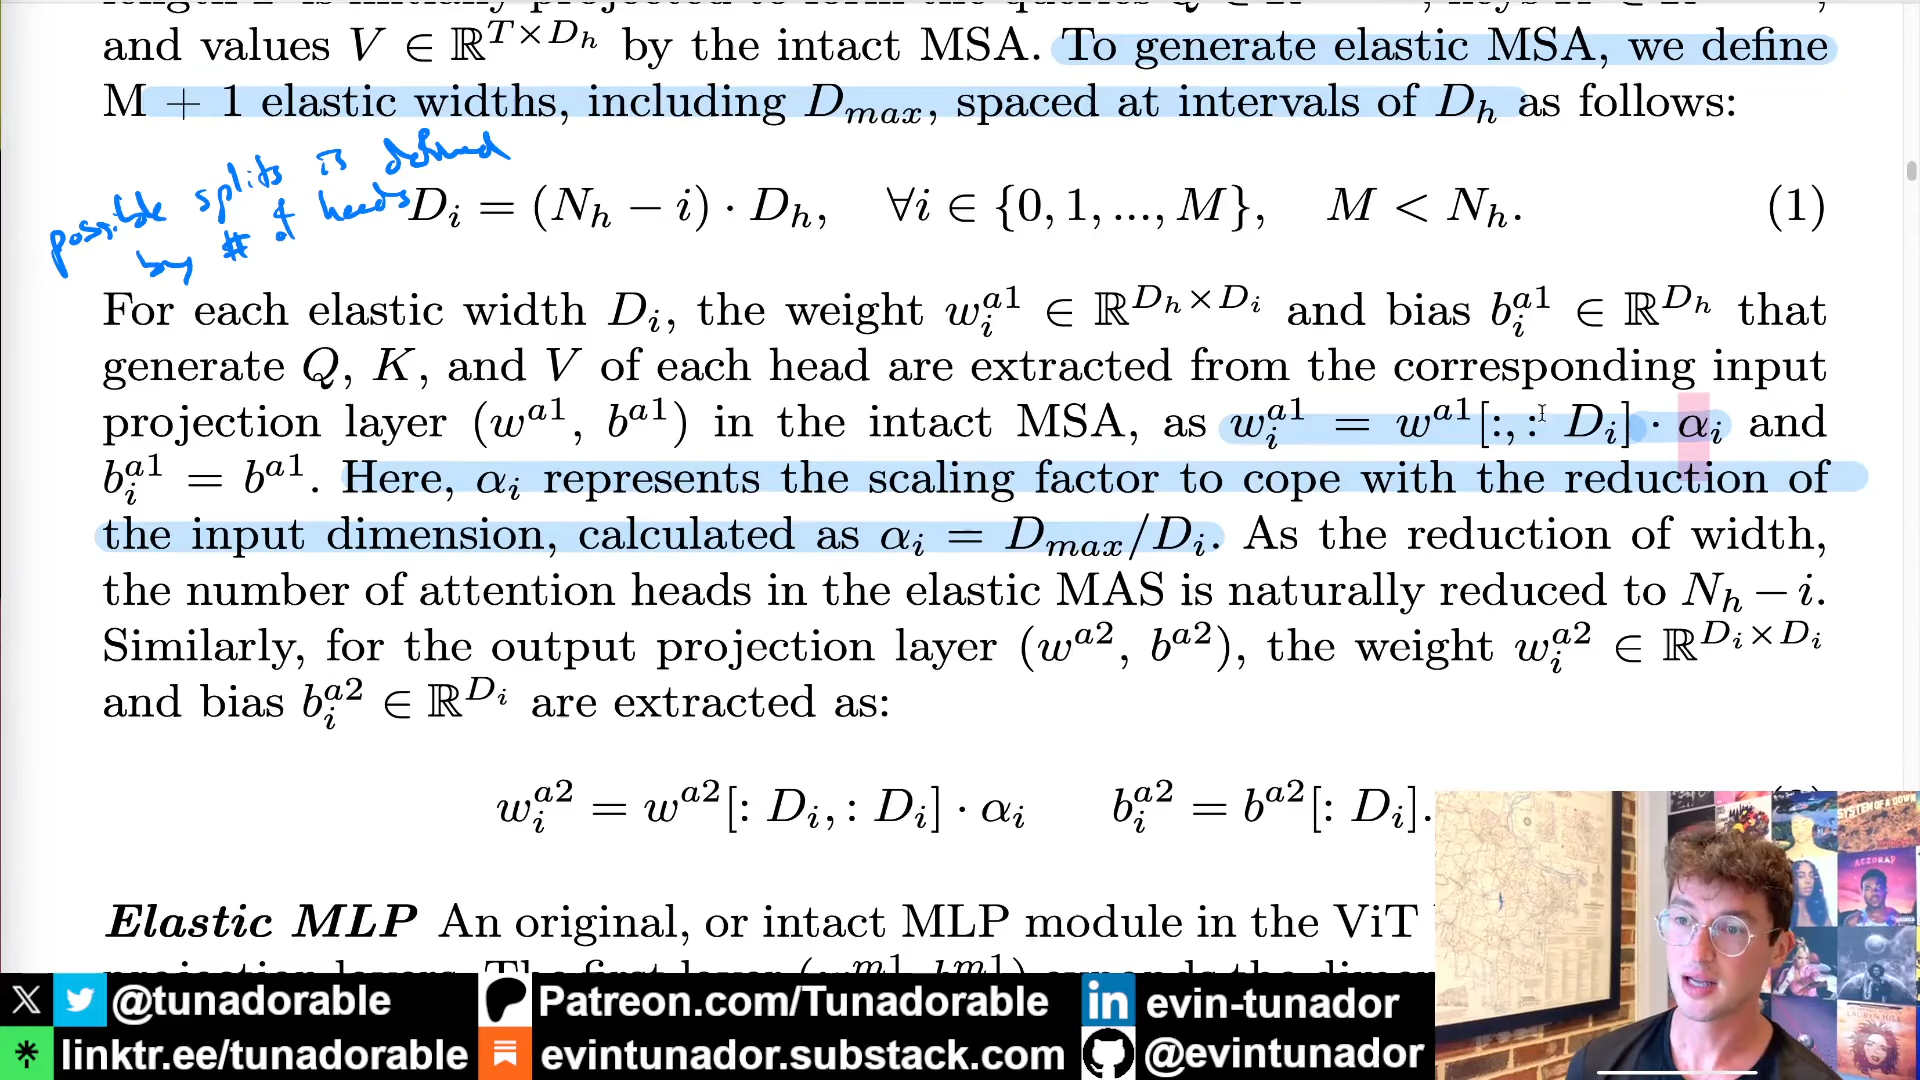 and values V ∈ ℝ^{T×D_h} by the intact MSA. To generate elastic MSA, we define
M + 1 elastic widths, including D_{max}, spaced at intervals of D_h as follows:
possible splits is defined
by # of heads
D_i = (N_h − i) · D_h, ∀i ∈ {0, 1, ..., M}, M < N_h. (1)
For each elastic width D_i, the weight w_i^{a1} ∈ ℝ^{D_h×D_i} and bias b_i^{a1} ∈ ℝ^{D_h} that
generate Q, K, and V of each head are extracted from the corresponding input
projection layer (w^{a1}, b^{a1}) in the intact MSA, as w_i^{a1} = w^{a1}[:, : D_i] · α_i and
b_i^{a1} = b^{a1}. Here, α_i represents the scaling factor to cope with the reduction of
the input dimension, calculated as α_i = D_{max}/D_i. As the reduction of width,
the number of attention heads in the elastic MAS is naturally reduced to N_h − i.
Similarly, for the output projection layer (w^{a2}, b^{a2}), the weight w_i^{a2} ∈ ℝ^{D_i×D_i}
and bias b_i^{a2} ∈ ℝ^{D_i} are extracted as:
w_i^{a2} = w^{a2}[: D_i, : D_i] · α_i b_i^{a2} = b^{a2}[: D_i].
Elastic MLP An original, or intact MLP module in the ViT
@tunadorable Patreon.com/Tunadorable evin-tunador
linktr.ee/tunadorable evintunador.substack.com @evintunador
SYSTEM OF A DOWN
LAURYN HILL